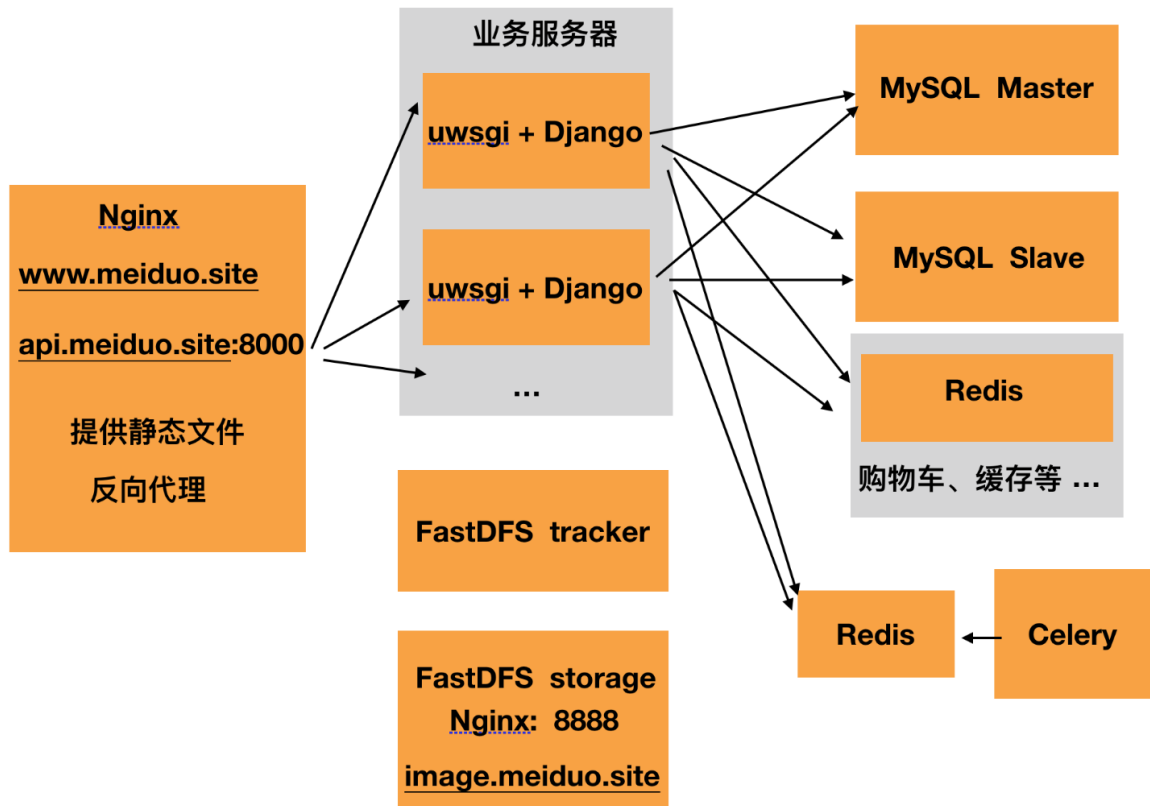 Nginx
www.meiduo.site
api.meiduo.site:8000
提供静态文件
反向代理
业务服务器
uwsgi + Django
uwsgi + Django
...
FastDFS tracker
FastDFS storage
Nginx: 8888
image.meiduo.site
MySQL Master
MySQL Slave
Redis
购物车、缓存等 ...
Redis
Celery